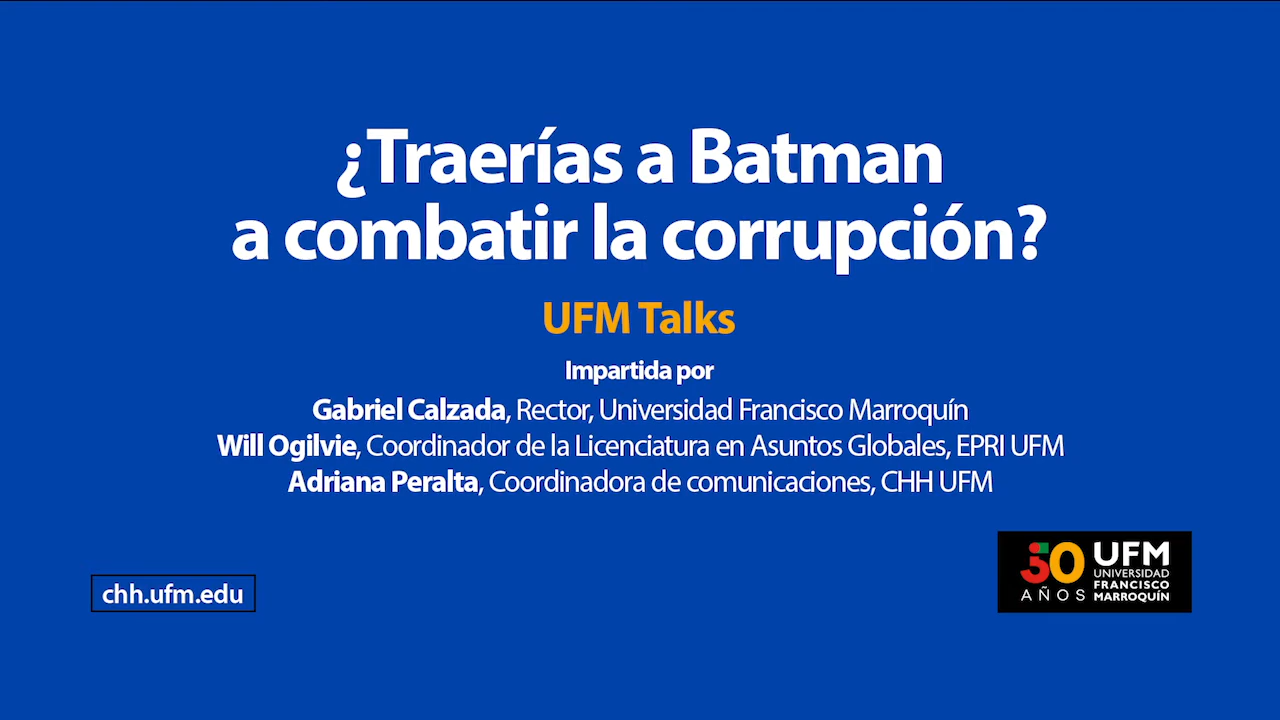 ¿Traerías a Batman
a combatir la corrupción?
UFM Talks
Impartida por
Gabriel Calzada, Rector, Universidad Francisco Marroquín
Will Ogilvie, Coordinador de la Licenciatura en Asuntos Globales, EPRI UFM
Adriana Peralta, Coordinadora de comunicaciones, CHH UFM
chh.ufm.edu
50
AÑOS
UFM
UNIVERSIDAD
FRANCISCO
MARROQUÍN